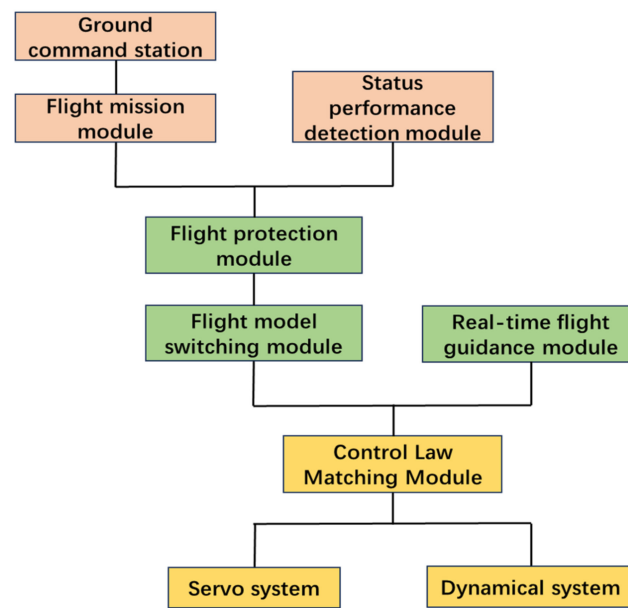 Ground
command station
Flight mission
module
Status
performance
detection module
Flight protection
module
Flight model
switching module
Real-time flight
guidance module
Control Law
Matching Module
Servo system
Dynamical system